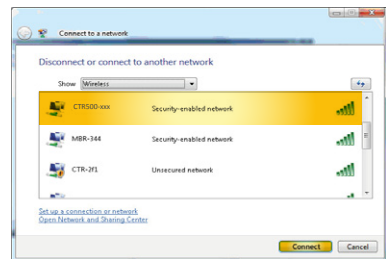 Connect to a network
Disconnect or connect to another network
Show Wireless
CTR500-xxx Security-enabled network
MBR-344 Security-enabled network
CTR-2f1 Unsecured network
Set up a connection or network
Open Network and Sharing Center
Connect Cancel